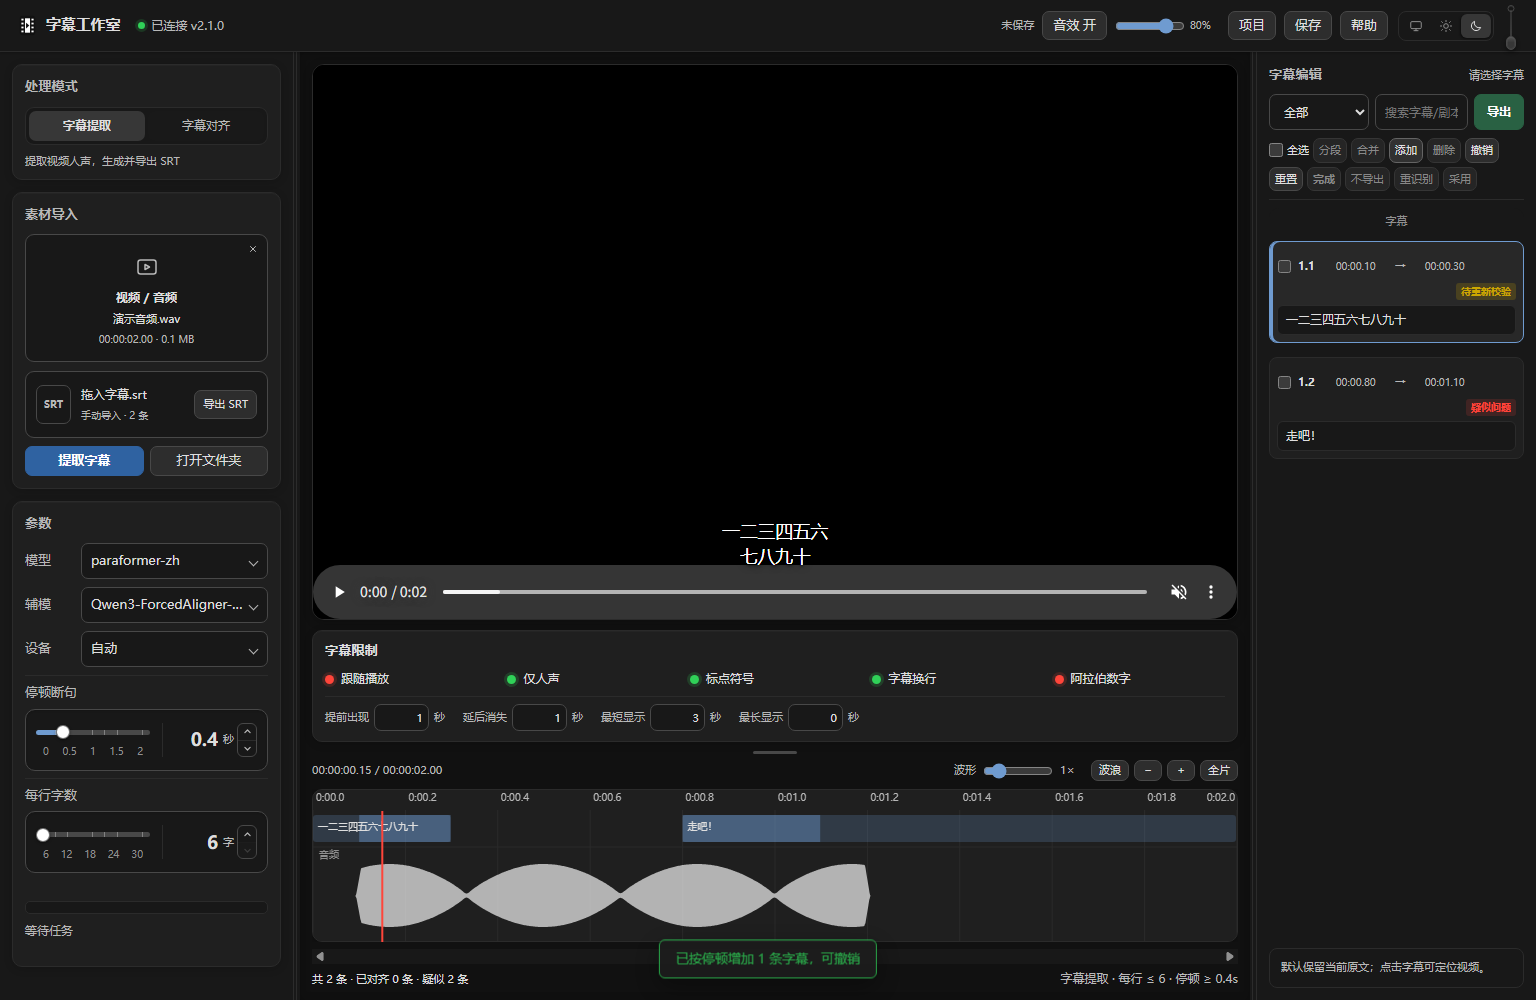 字幕工作室
已连接 v2.1.0
未保存
音效 开
80%
项目
保存
帮助
处理模式
字幕提取
字幕对齐
提取视频人声，生成并导出 SRT
素材导入
×
视频 / 音频
演示音频.wav
00:00:02.00 · 0.1 MB
SRT
拖入字幕.srt
手动导入 · 2 条
导出 SRT
提取字幕
打开文件夹
参数
模型
paraformer-zh
辅模
Qwen3-ForcedAligner-...
设备
自动
停顿断句
0 0.5 1 1.5 2
0.4 秒
每行字数
6 12 18 24 30
6 字
等待任务
一二三四五六
七八九十
0:00 / 0:02
字幕限制
跟随播放
仅人声
标点符号
字幕换行
阿拉伯数字
提前出现 1 秒
延后消失 1 秒
最短显示 3 秒
最长显示 0 秒
00:00:00.15 / 00:00:02.00
波形
1×
波浪
−
+
全片
0:00.0 0:00.2 0:00.4 0:00.6 0:00.8 0:01.0 0:01.2 0:01.4 0:01.6 0:01.8 0:02.0
一二三四五六七八九十
走吧！
音频
已按停顿增加 1 条字幕，可撤销
共 2 条 · 已对齐 0 条 · 疑似 2 条
字幕提取 · 每行 ≤ 6 · 停顿 ≥ 0.4s
字幕编辑
请选择字幕
全部
搜索字幕/剧本
导出
全选
分段
合并
添加
删除
撤销
重置
完成
不导出
重识别
采用
字幕
1.1 00:00.10 → 00:00.30
待重新校验
一二三四五六七八九十
1.2 00:00.80 → 00:01.10
疑似问题
走吧！
默认保留当前原文；点击字幕可定位视频。